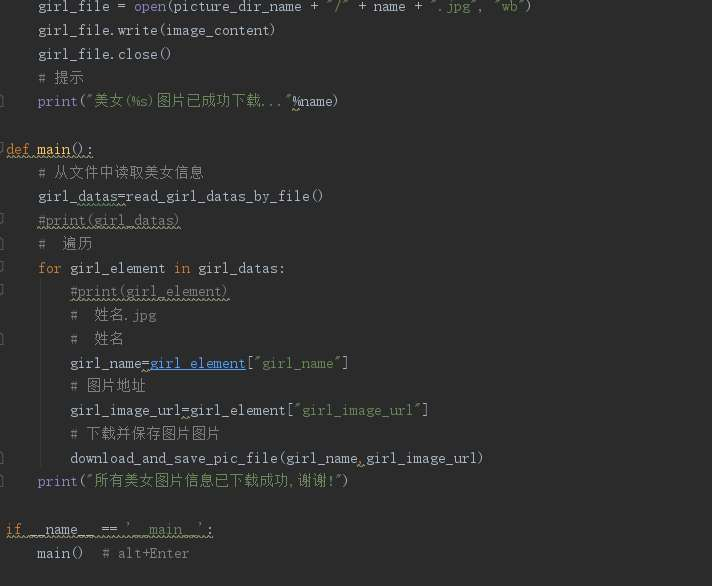 girl_file = open(picture_dir_name + "/" + name + ".jpg", "wb")
girl_file.write(image_content)
girl_file.close()
# 提示
print("美女(%s)图片已成功下载..."%name)
def main():
# 从文件中读取美女信息
girl_datas=read_girl_datas_by_file()
#print(girl_datas)
#  遍历
for girl_element in girl_datas:
#print(girl_element)
#  姓名.jpg
#  姓名
girl_name=girl_element["girl_name"]
# 图片地址
girl_image_url=girl_element["girl_image_url"]
# 下载并保存图片图片
download_and_save_pic_file(girl_name,girl_image_url)
print("所有美女图片信息已下载成功,谢谢!")
if __name__ == '__main__':
main()  # alt+Enter